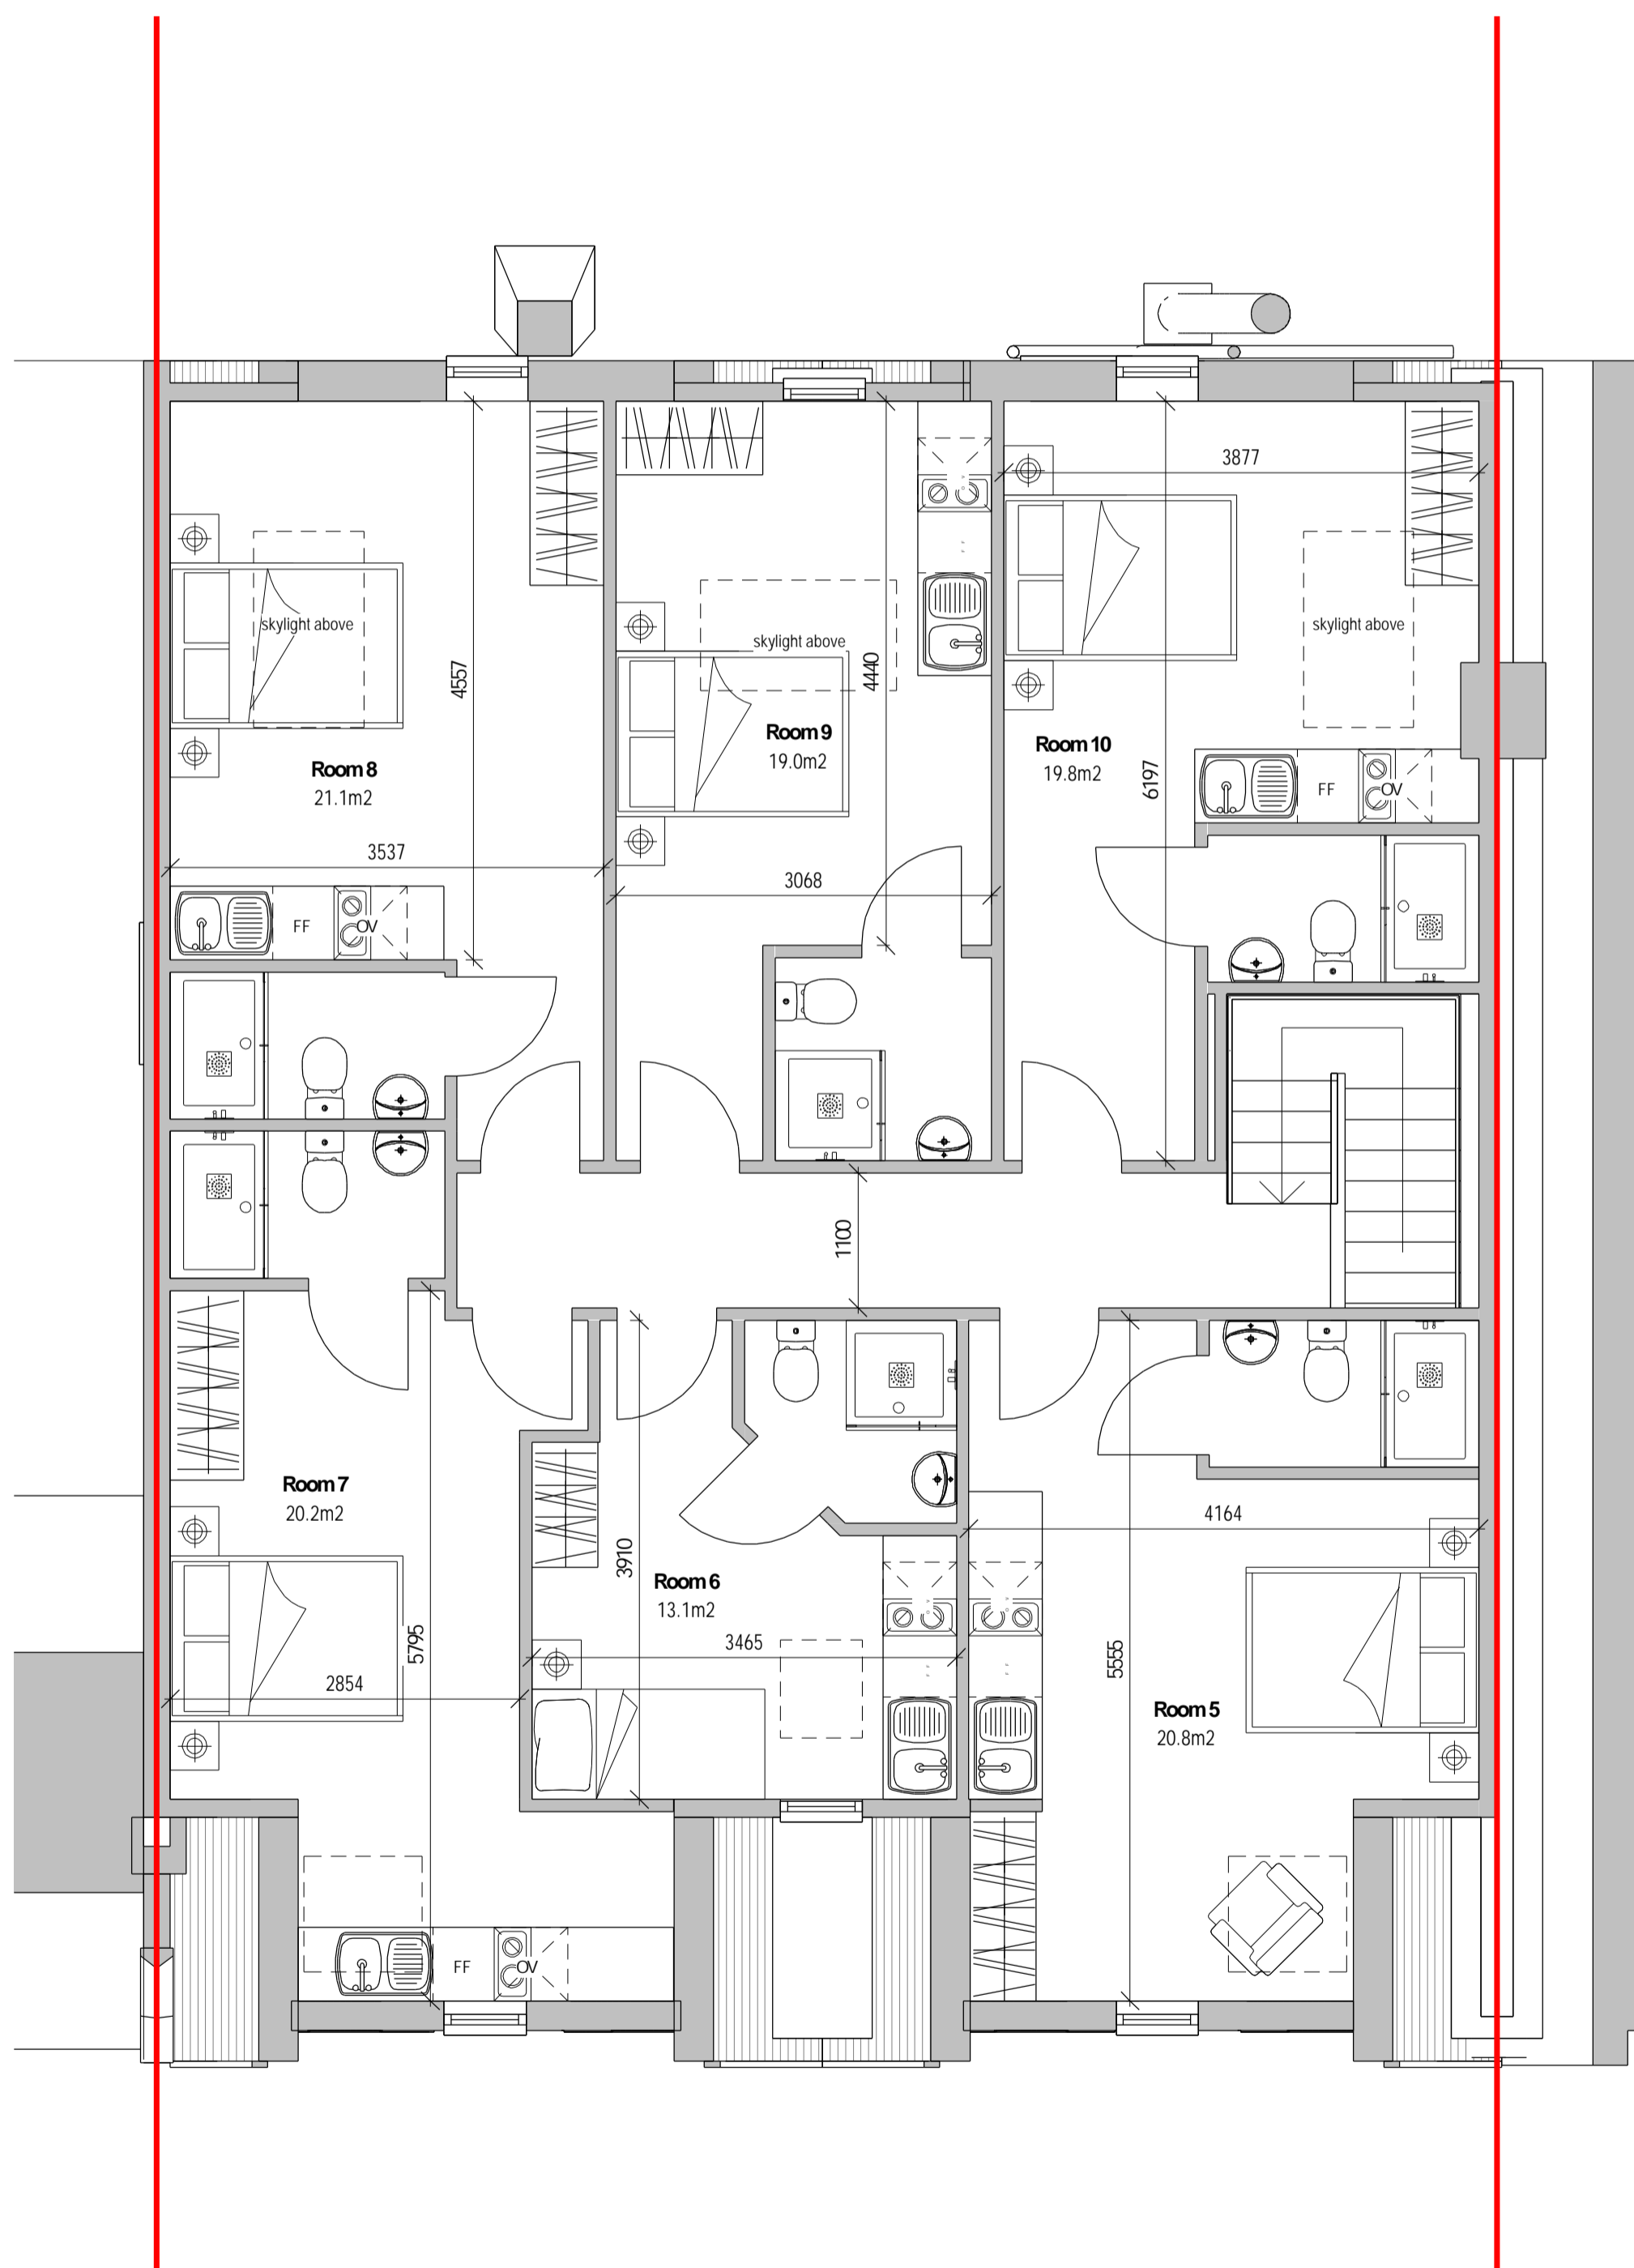 3877
skylight above
skylight above
skylight above
4557
4440
Room 9
19.0m2
Room 10
19.8m2
6197
Room 8
21.1m2
FF
OV
3537
3068
FF
OV
1100
Room 7
20.2m2
4164
3910
Room 6
13.1m2
5795
3465
5555
2854
Room 5
20.8m2
FF
OV